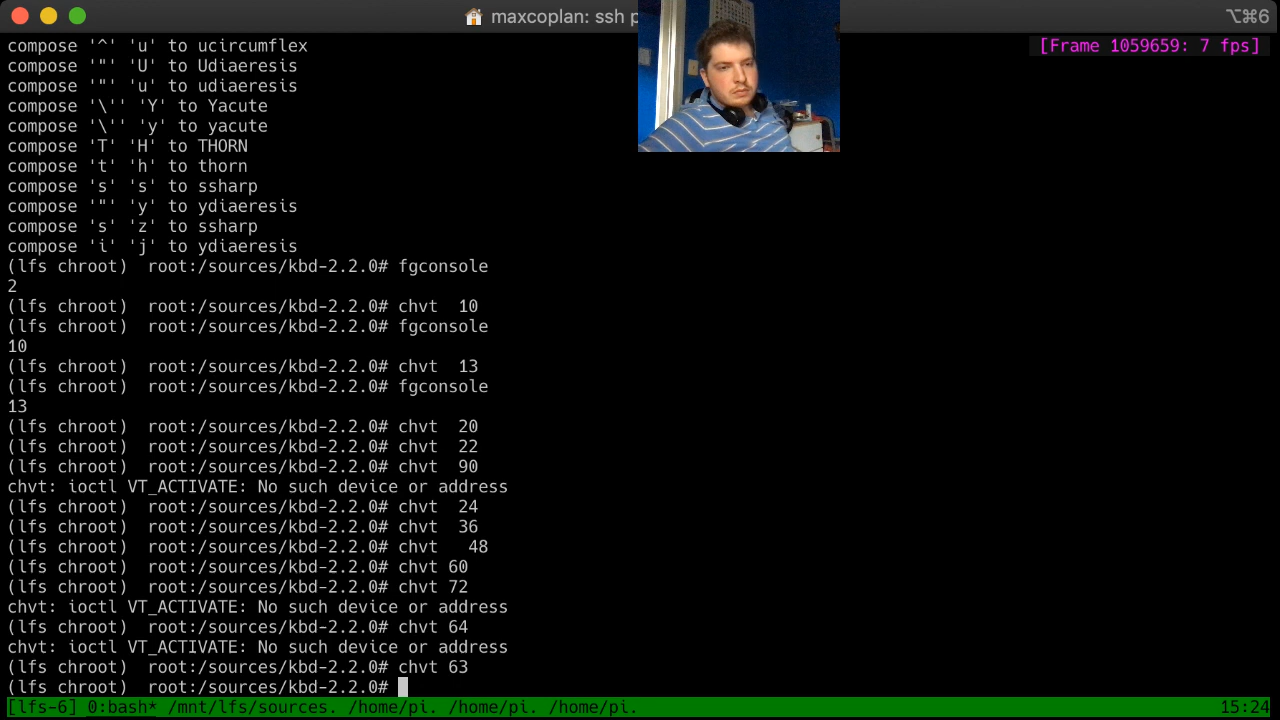 maxcoplan: ssh p
⌥⌘6
compose '^' 'u' to ucircumflex
[Frame 1059659: 7 fps]
compose '"' 'U' to Udiaeresis
compose '"' 'u' to udiaeresis
compose '\'' 'Y' to Yacute
compose '\'' 'y' to yacute
compose 'T' 'H' to THORN
compose 't' 'h' to thorn
compose 's' 's' to ssharp
compose '"' 'y' to ydiaeresis
compose 's' 'z' to ssharp
compose 'i' 'j' to ydiaeresis
(lfs chroot)  root:/sources/kbd-2.2.0# fgconsole
2
(lfs chroot)  root:/sources/kbd-2.2.0# chvt  10
(lfs chroot)  root:/sources/kbd-2.2.0# fgconsole
10
(lfs chroot)  root:/sources/kbd-2.2.0# chvt  13
(lfs chroot)  root:/sources/kbd-2.2.0# fgconsole
13
(lfs chroot)  root:/sources/kbd-2.2.0# chvt  20
(lfs chroot)  root:/sources/kbd-2.2.0# chvt  22
(lfs chroot)  root:/sources/kbd-2.2.0# chvt  90
chvt: ioctl VT_ACTIVATE: No such device or address
(lfs chroot)  root:/sources/kbd-2.2.0# chvt  24
(lfs chroot)  root:/sources/kbd-2.2.0# chvt  36
(lfs chroot)  root:/sources/kbd-2.2.0# chvt   48
(lfs chroot)  root:/sources/kbd-2.2.0# chvt 60
(lfs chroot)  root:/sources/kbd-2.2.0# chvt 72
chvt: ioctl VT_ACTIVATE: No such device or address
(lfs chroot)  root:/sources/kbd-2.2.0# chvt 64
chvt: ioctl VT_ACTIVATE: No such device or address
(lfs chroot)  root:/sources/kbd-2.2.0# chvt 63
(lfs chroot)  root:/sources/kbd-2.2.0#
[lfs-6] 0:bash* /mnt/lfs/sources. /home/pi. /home/pi. /home/pi.
15:24